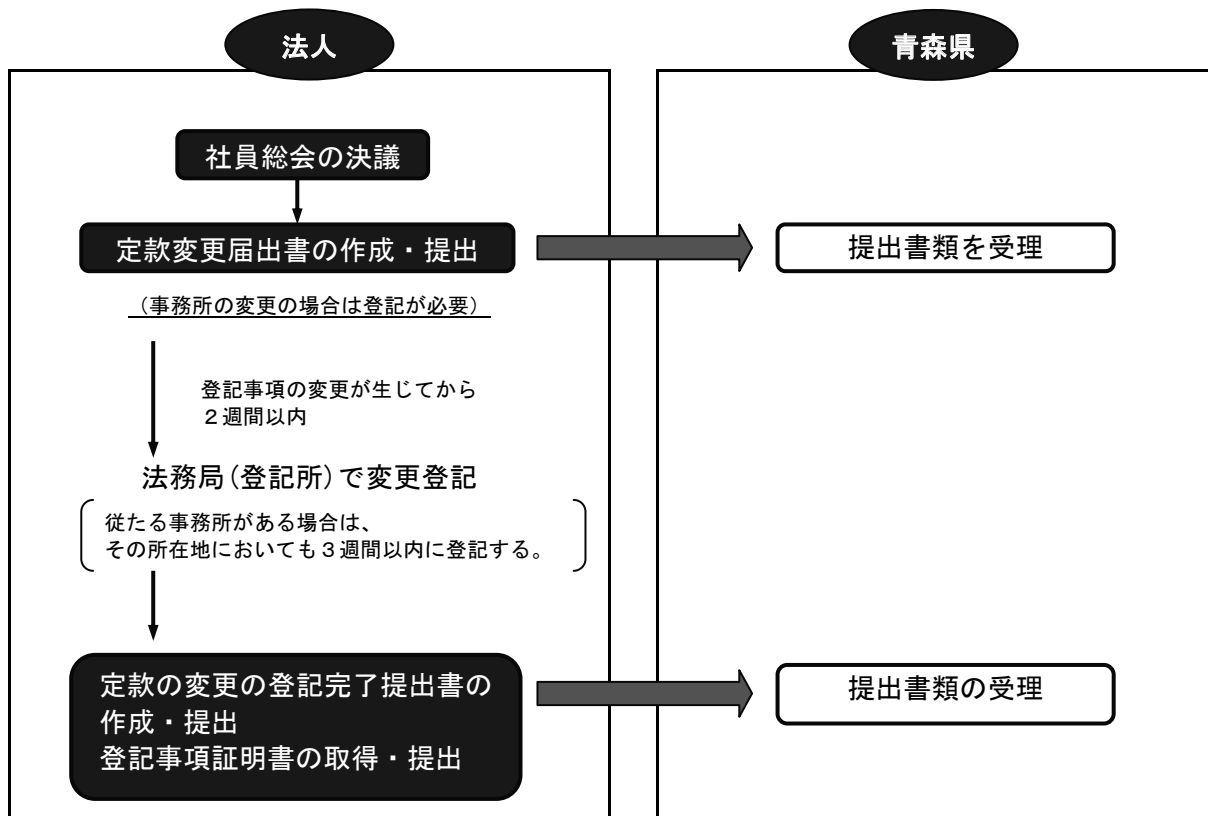 法人
青森県
社員総会の決議
定款変更届出書の作成・提出
提出書類を受理
（事務所の変更の場合は登記が必要）
登記事項の変更が生じてから
２週間以内
法務局（登記所）で変更登記
従たる事務所がある場合は、
その所在地においても３週間以内に登記する。
定款の変更の登記完了提出書の
作成・提出
登記事項証明書の取得・提出
提出書類の受理